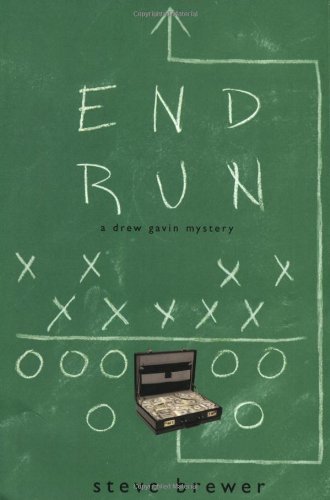 END
RUN
a drew gavin mystery
X X X X
X X X X X
O O O O O O
O O
steve brewer